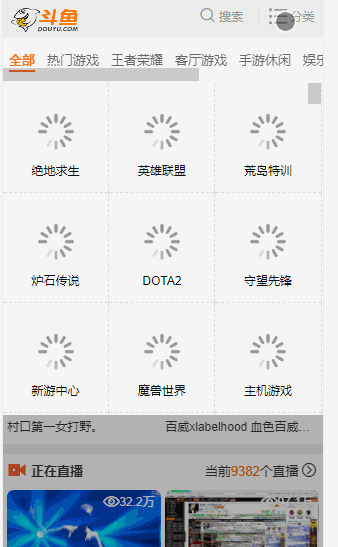 斗鱼
DOUYU.COM
搜索
分类
全部 热门游戏 王者荣耀 客厅游戏 手游休闲 娱乐
绝地求生 英雄联盟 荒岛特训
炉石传说 DOTA2 守望先锋
新游中心 魔兽世界 主机游戏
村口第一女打野。 百威xlabelhood 血色百威…
正在直播 当前9382个直播
32.2万